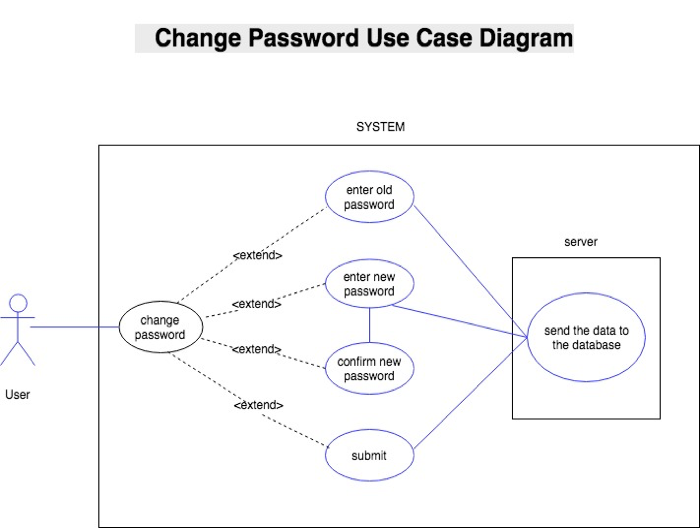 Change Password Use Case Diagram
SYSTEM
enter old
password
<extend>
server
enter new
password
<extend>
change
password
send the data to
the database
<extend>
confirm new
password
User
<extend>
submit